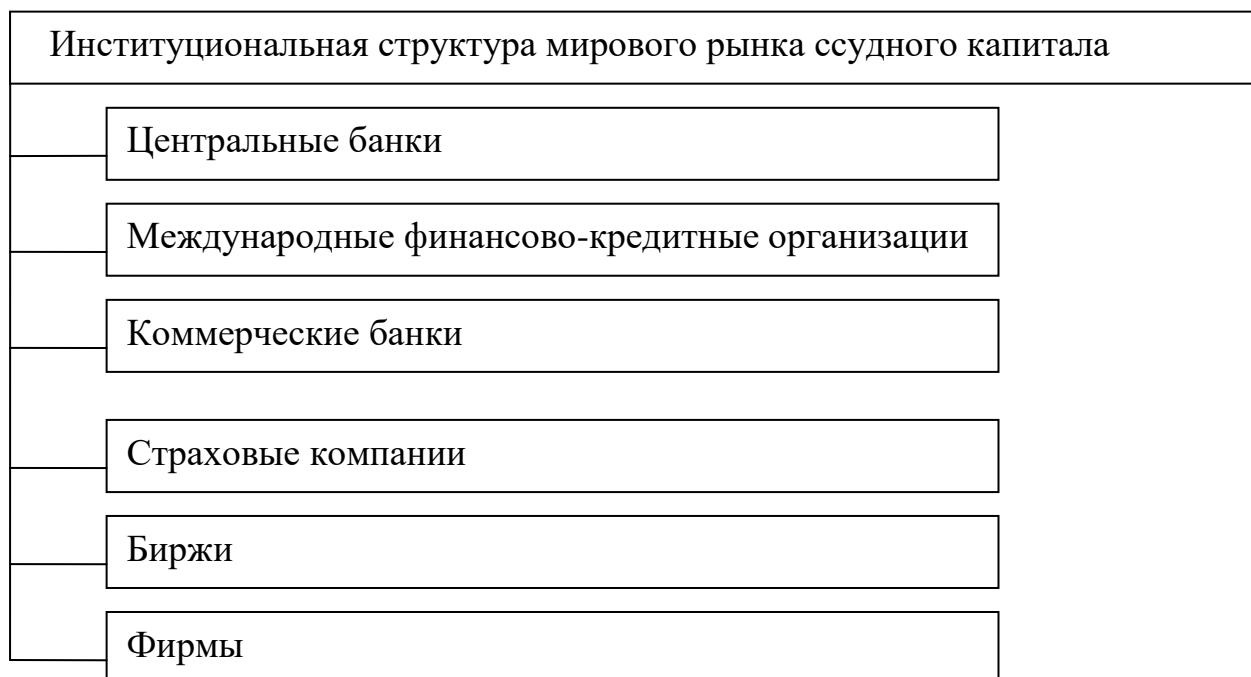 Институциональная структура мирового рынка ссудного капитала
Центральные банки
Международные финансово-кредитные организации
Коммерческие банки
Страховые компании
Биржи
Фирмы